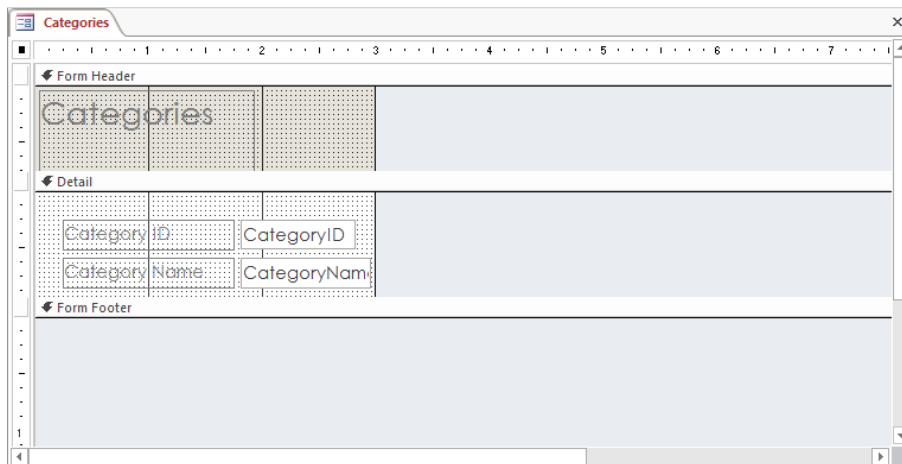 Categories
1 2 3 4 5 6 7
Form Header
Categories
Detail
Category ID CategoryID
Category Name CategoryName
Form Footer
1